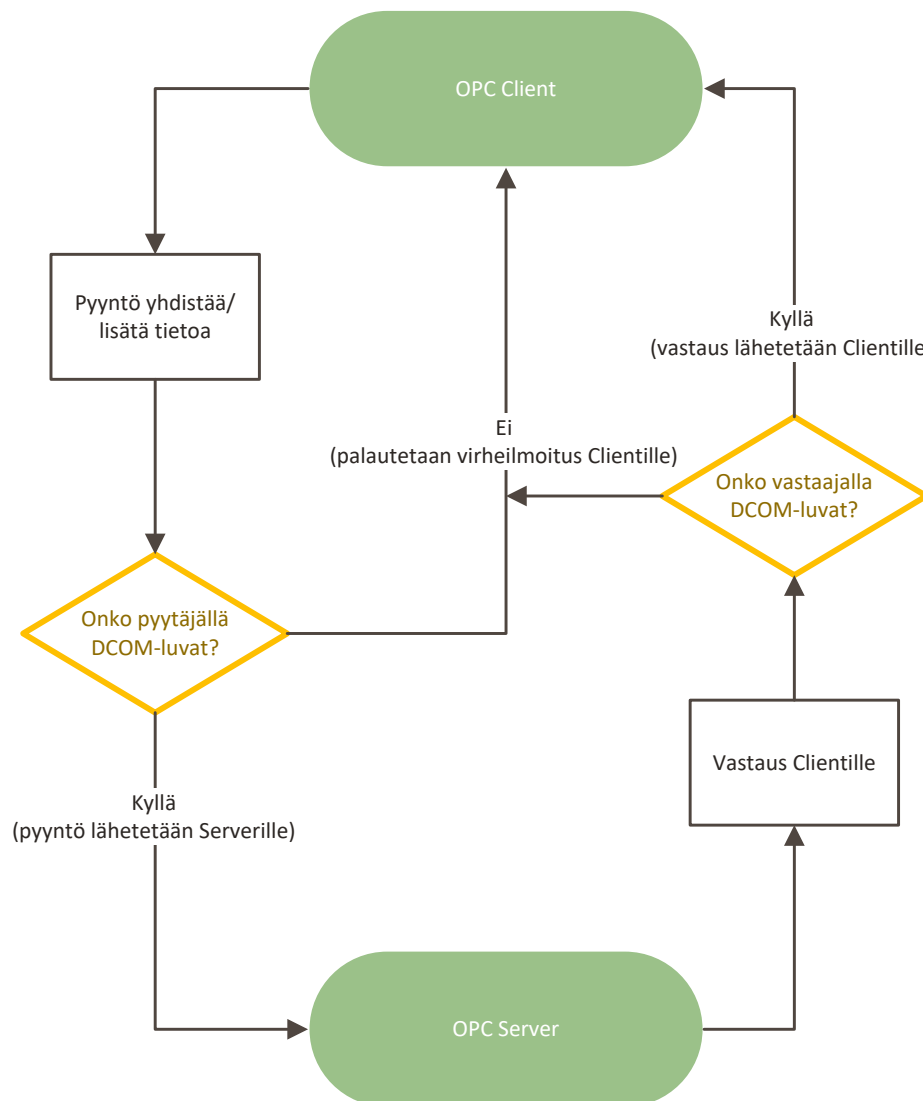 OPC Client
Pyyntö yhdistää/
lisätä tietoa
Kyllä
(vastaus lähetetään Clientille
Ei
(palautetaan virheilmoitus Clientille)
Onko vastaajalla
DCOM-luvat?
Onko pyytäjällä
DCOM-luvat?
Vastaus Clientille
Kyllä
(pyyntö lähetetään Serverille)
OPC Server